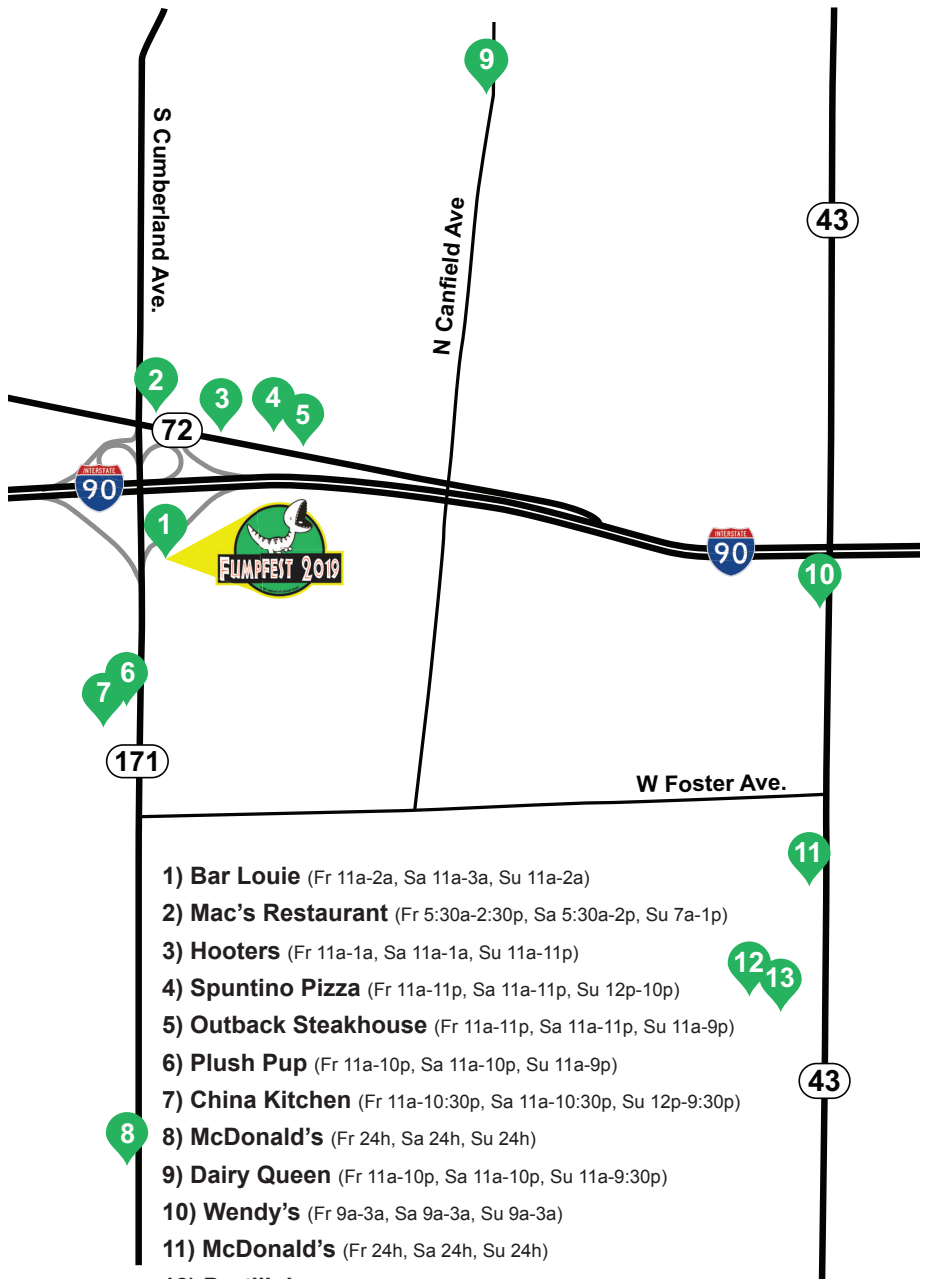 9
S Cumberland Ave.
43
N Canfield Ave
2
3
4
5
72
INTERSTATE
90
1
FUMPFEST 2019
INTERSTATE
90
10
6
7
171
W Foster Ave.
11
1) Bar Louie (Fr 11a-2a, Sa 11a-3a, Su 11a-2a)
2) Mac's Restaurant (Fr 5:30a-2:30p, Sa 5:30a-2p, Su 7a-1p)
3) Hooters (Fr 11a-1a, Sa 11a-1a, Su 11a-11p)
12
13
4) Spuntino Pizza (Fr 11a-11p, Sa 11a-11p, Su 12p-10p)
5) Outback Steakhouse (Fr 11a-11p, Sa 11a-11p, Su 11a-9p)
6) Plush Pup (Fr 11a-10p, Sa 11a-10p, Su 11a-9p)
43
7) China Kitchen (Fr 11a-10:30p, Sa 11a-10:30p, Su 12p-9:30p)
8
8) McDonald's (Fr 24h, Sa 24h, Su 24h)
9) Dairy Queen (Fr 11a-10p, Sa 11a-10p, Su 11a-9:30p)
10) Wendy's (Fr 9a-3a, Sa 9a-3a, Su 9a-3a)
11) McDonald's (Fr 24h, Sa 24h, Su 24h)